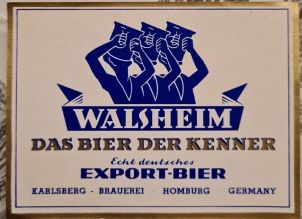 WALSHEIM
DAS BIER DER KENNER
Echt deutsches
EXPORT-BIER
KARLSBERG - BRAUEREI · HOMBURG · GERMANY